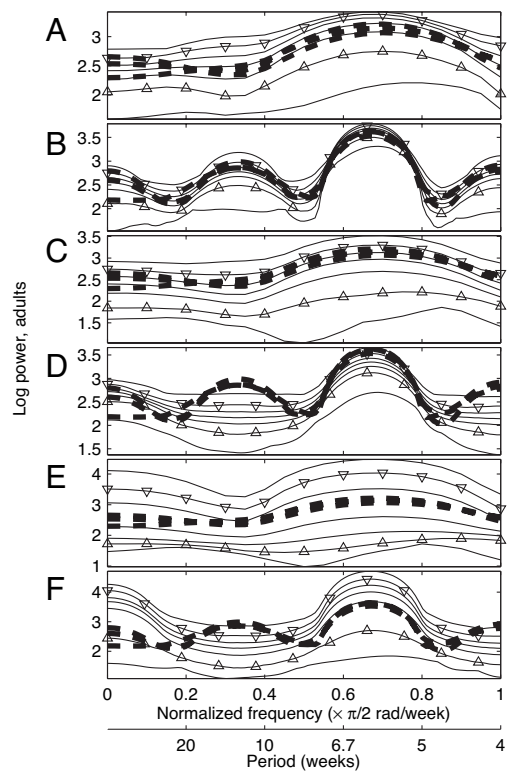 A
3
2.5
2
B
3.5
3
2.5
2
C
3.5
3
2.5
2
1.5
Log power, adults
D
3.5
3
2.5
2
1.5
E
4
3
2
1
F
4
3
2
0 0.2 0.4 0.6 0.8 1
Normalized frequency (× π/2 rad/week)
20 10 6.7 5 4
Period (weeks)